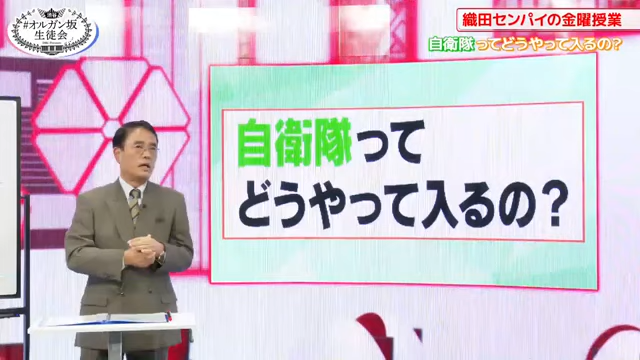 #オルガン坂
生徒会
織田センパイの金曜授業
自衛隊ってどうやって入るの?
自衛隊って
どうやって入るの?